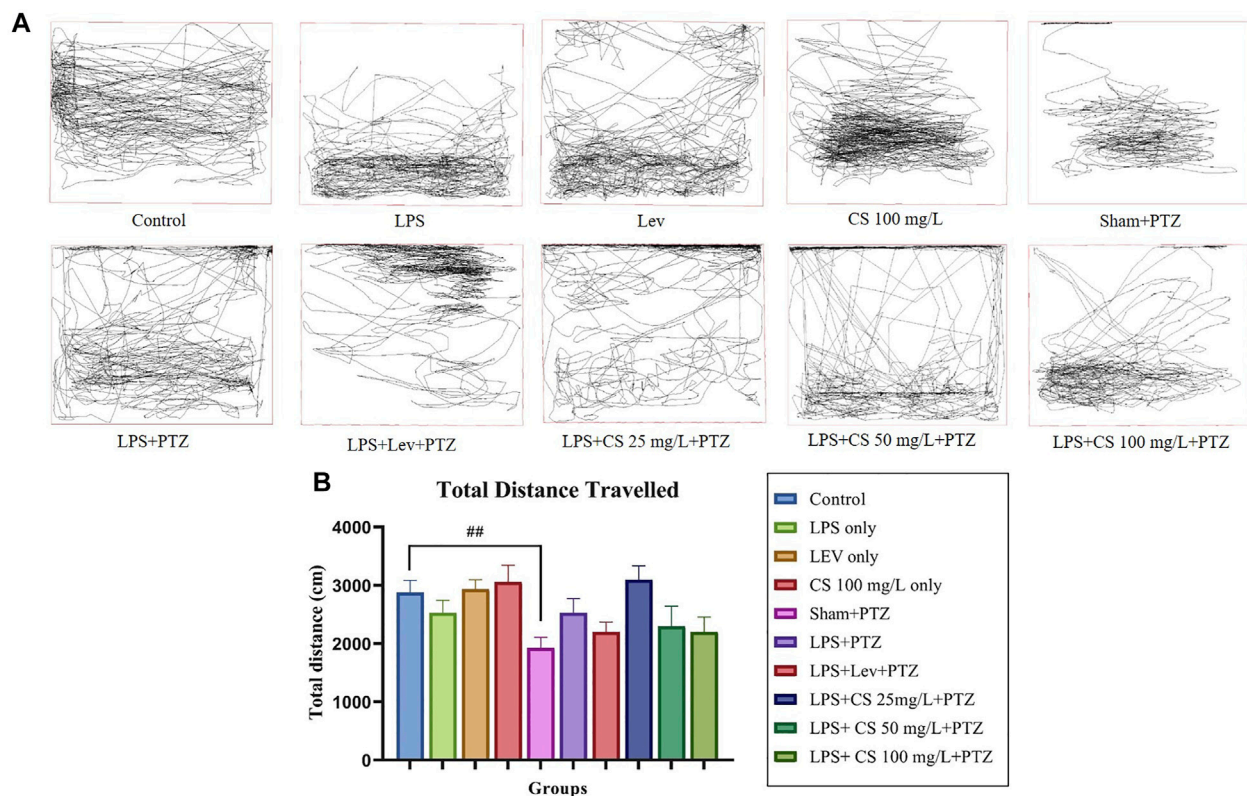 A
Control
LPS
Lev
CS 100 mg/L
Sham+PTZ
LPS+PTZ
LPS+Lev+PTZ
LPS+CS 25 mg/L+PTZ
LPS+CS 50 mg/L+PTZ
LPS+CS 100 mg/L+PTZ
B
Total Distance Travelled
Total distance (cm)
4000
3000
2000
1000
0
##
Groups
Control
LPS only
LEV only
CS 100 mg/L only
Sham+PTZ
LPS+PTZ
LPS+Lev+PTZ
LPS+CS 25mg/L+PTZ
LPS+ CS 50 mg/L+PTZ
LPS+ CS 100 mg/L+PTZ